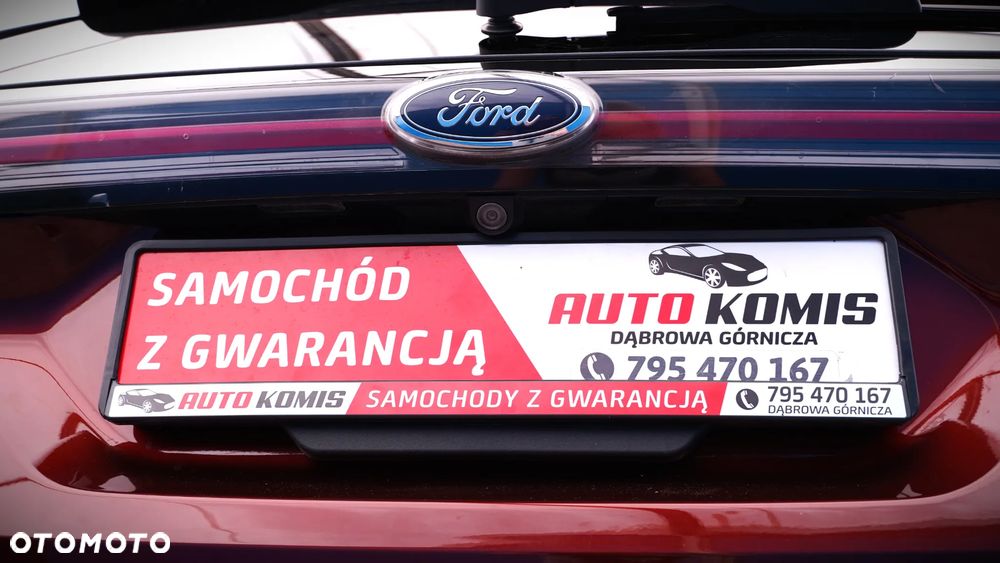 Ford
SAMOCHÓD
Z GWARANCJĄ
AUTO KOMIS
DĄBROWA GÓRNICZA
795 470 167
AUTO KOMIS SAMOCHODY Z GWARANCJĄ 795 470 167
DĄBROWA GÓRNICZA
OTOMOTO